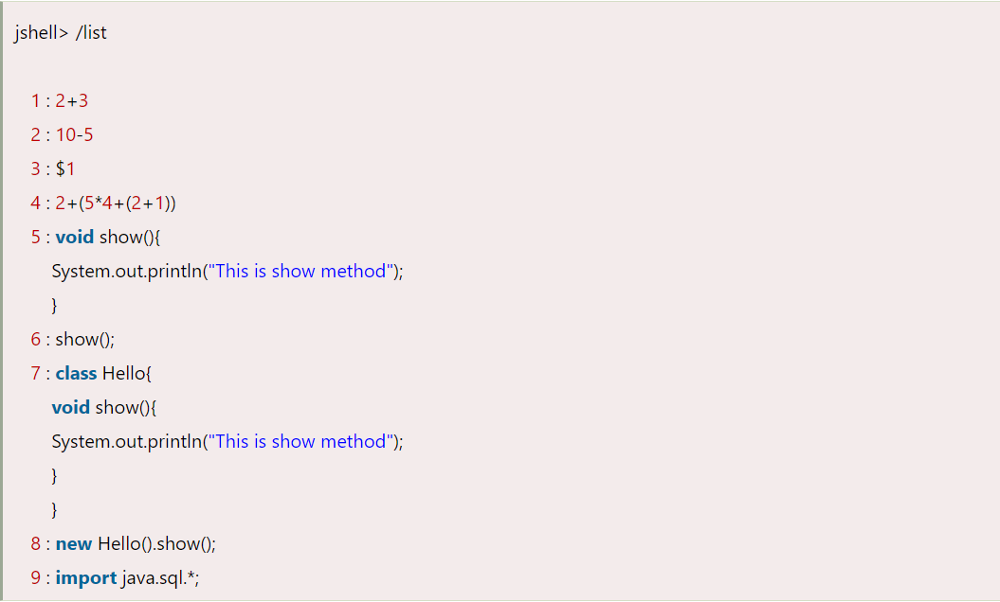 jshell> /list
1 : 2+3
2 : 10-5
3 : $1
4 : 2+(5*4+(2+1))
5 : void show(){
System.out.println("This is show method");
}
6 : show();
7 : class Hello{
void show(){
System.out.println("This is show method");
}
}
8 : new Hello().show();
9 : import java.sql.*;